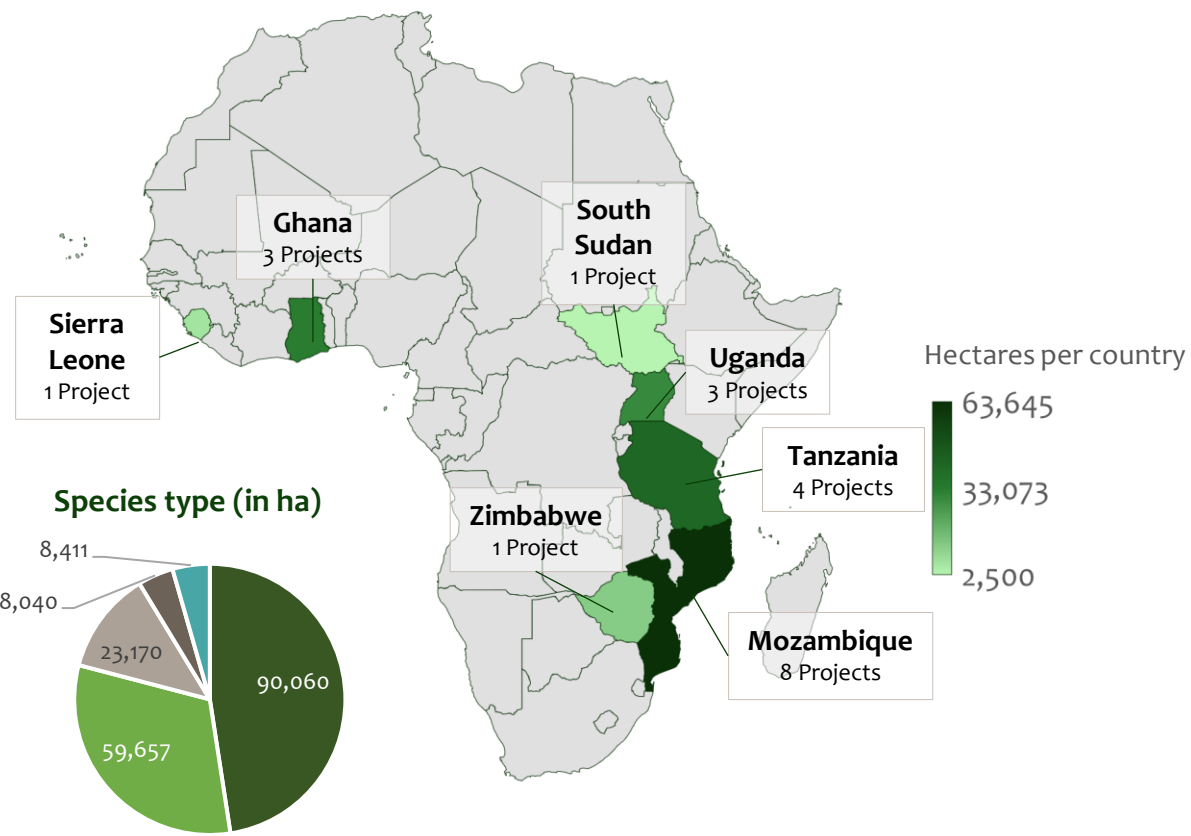 Ghana
3 Projects
South
Sudan
1 Project
Sierra
Leone
1 Project
Uganda
3 Projects
Hectares per country
63,645
33,073
2,500
Tanzania
4 Projects
Zimbabwe
1 Project
Mozambique
8 Projects
Species type (in ha)
8,411
8,040
23,170
90,060
59,657